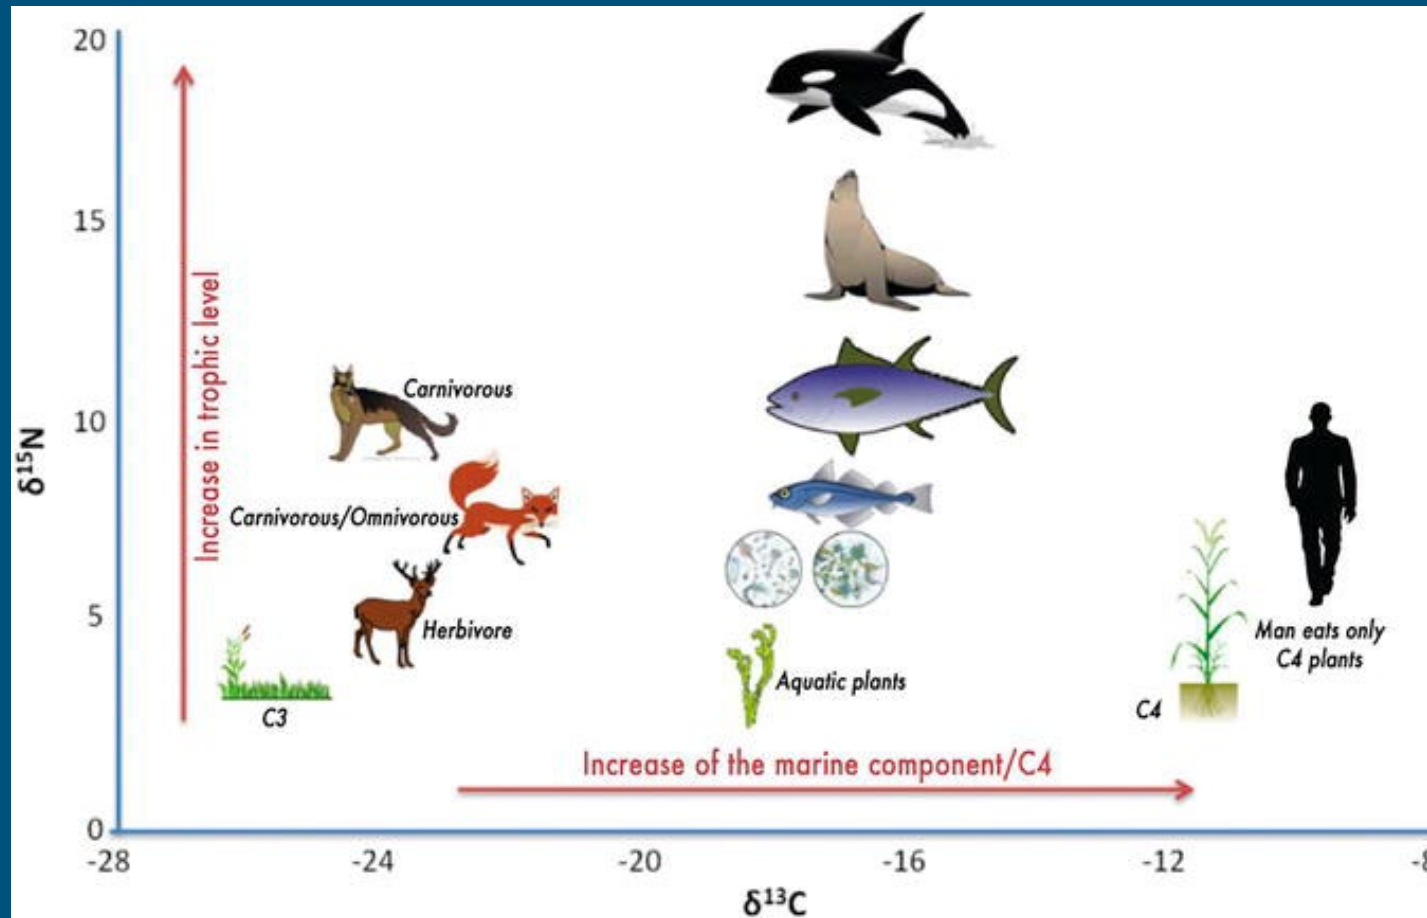 20
15
10
5
0
-28
-24
-20
-16
-12
-8
δ¹⁵N
δ¹³C
Increase in trophic level
Increase of the marine component/C4
Carnivorous
Carnivorous/Omnivorous
Herbivore
C3
Aquatic plants
C4
Man eats only
C4 plants